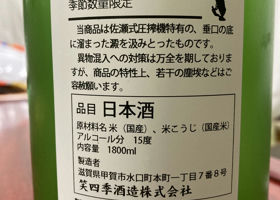 季節数量限定
当商品は佐瀬式圧搾機特有の、垂口の底
に溜まった澱を汲みとったものです。
異物混入への対策は万全を期しております
が、商品の特性上、若干の塵埃などはご
容赦願います。
品目 日本酒
原材料名 米（国産）、米こうじ（国産米）
アルコール分 15度
内容量 1800ml
製造者
滋賀県甲賀市水口町本町一丁目7番8号
笑四季酒造株式会社